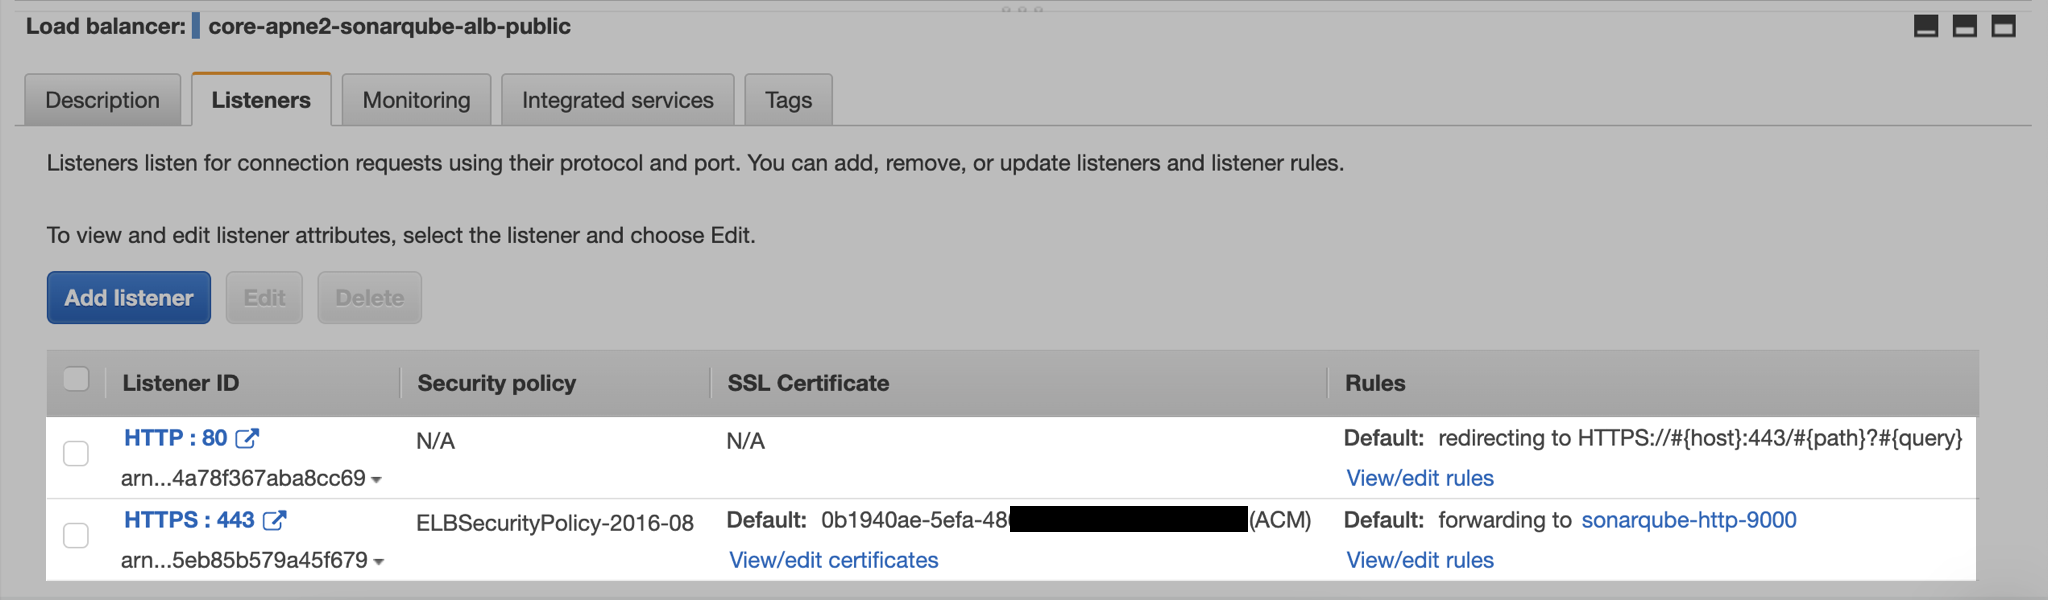 Load balancer: core-apne2-sonarqube-alb-public
Description Listeners Monitoring Integrated services Tags
Listeners listen for connection requests using their protocol and port. You can add, remove, or update listeners and listener rules.
To view and edit listener attributes, select the listener and choose Edit.
Add listener Edit Delete
Listener ID Security policy SSL Certificate Rules
HTTP : 80 N/A N/A Default: redirecting to HTTPS://#{host}:443/#{path}?#{query}
arn...4a78f367aba8cc69 View/edit rules
HTTPS : 443 ELBSecurityPolicy-2016-08 Default: 0b1940ae-5efa-48 (ACM) Default: forwarding to sonarqube-http-9000
arn...5eb85b579a45f679 View/edit certificates View/edit rules